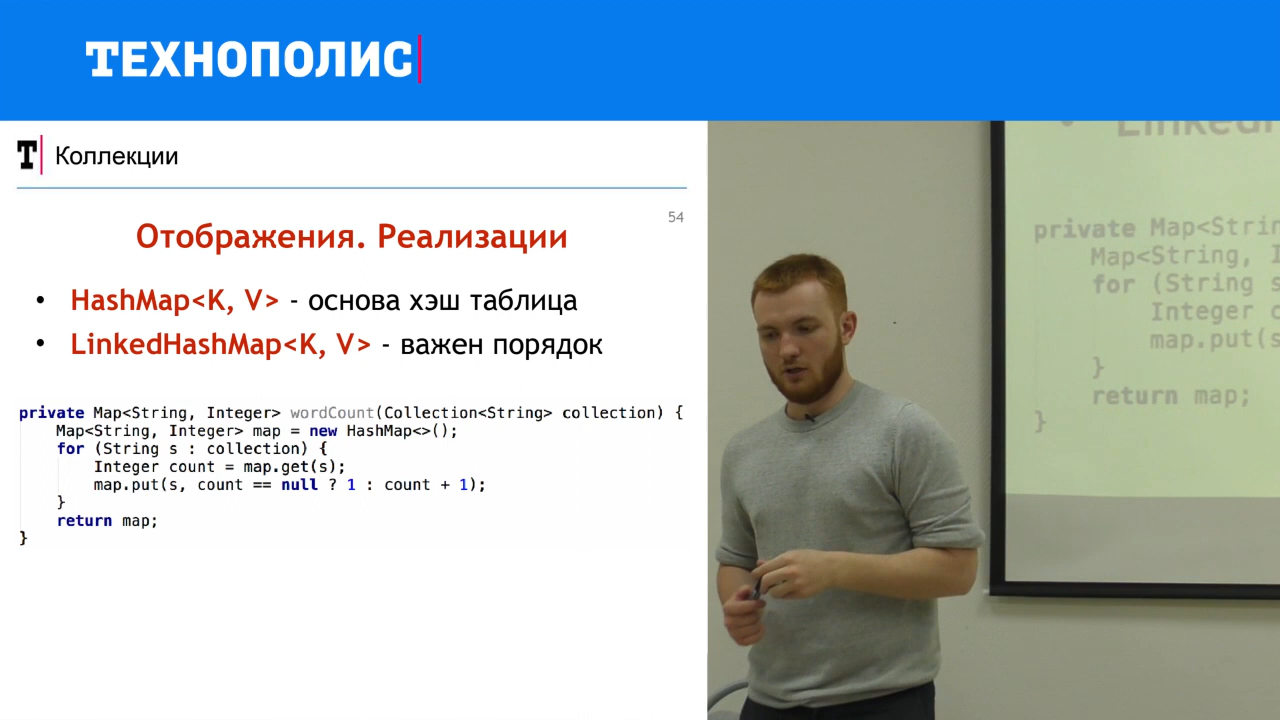 ТЕХНОПОЛИС
Т Коллекции
54
Отображения. Реализации
• HashMap<K, V> - основа хэш таблица
• LinkedHashMap<K, V> - важен порядок
private Map<String, Integer> wordCount(Collection<String> collection) {
    Map<String, Integer> map = new HashMap<>();
    for (String s : collection) {
        Integer count = map.get(s);
        map.put(s, count == null ? 1 : count + 1);
    }
    return map;
}
private Map<Strin
Map<String, I
for (String s
Integer c
map.put(s
}
return map;
}